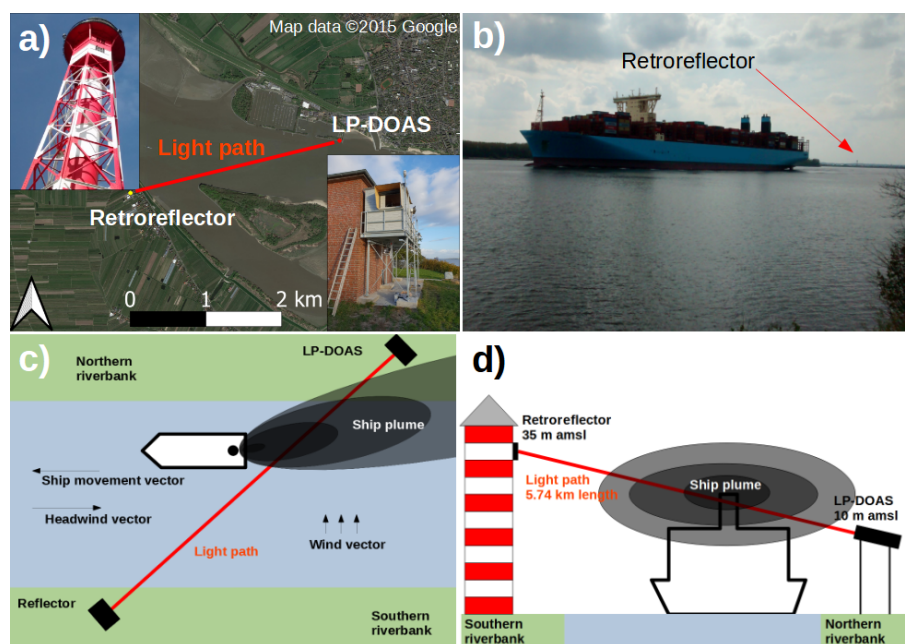 a)
Map data ©2015 Google
LP-DOAS
Light path
Retroreflector
0 1 2 km
b)
Retroreflector
c)
Northern
riverbank
LP-DOAS
Ship plume
Ship movement vector
Headwind vector
Wind vector
Light path
Reflector
Southern
riverbank
d)
Retroreflector
35 m amsl
Ship plume
Light path
5.74 km length
LP-DOAS
10 m amsl
Southern
riverbank
Northern
riverbank